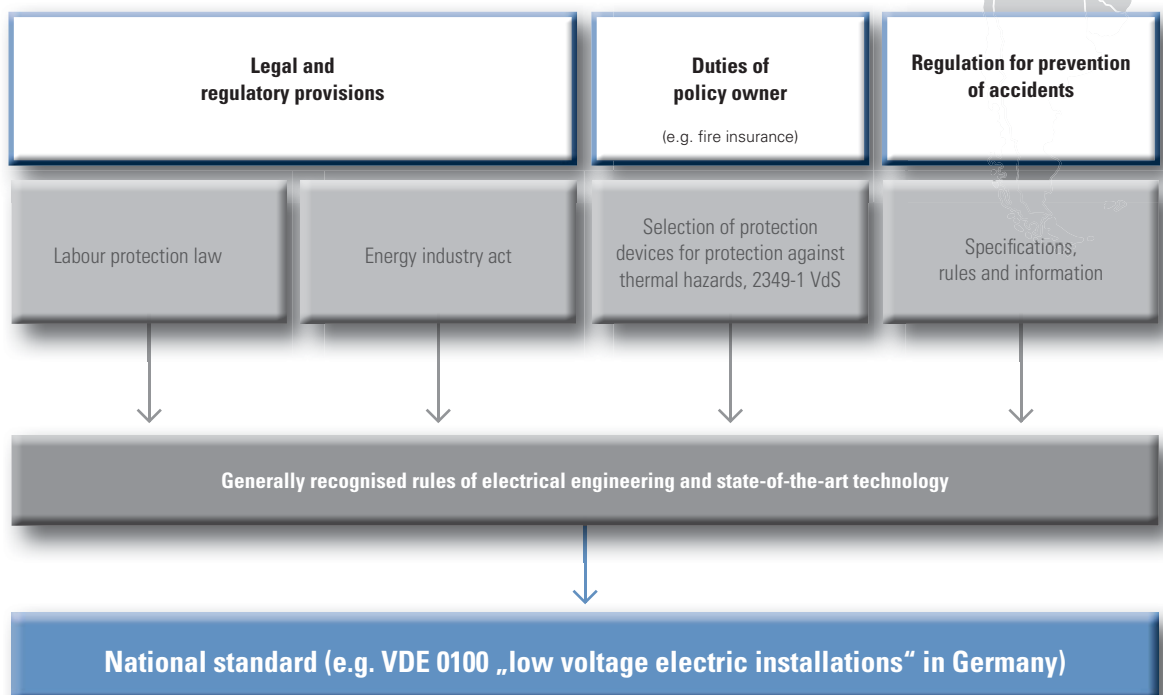 Legal and
regulatory provisions
Duties of
policy owner
(e.g. fire insurance)
Regulation for prevention
of accidents
Labour protection law
Energy industry act
Selection of protection
devices for protection against
thermal hazards, 2349-1 VdS
Specifications,
rules and information
Generally recognised rules of electrical engineering and state-of-the-art technology
National standard (e.g. VDE 0100 „low voltage electric installations“ in Germany)